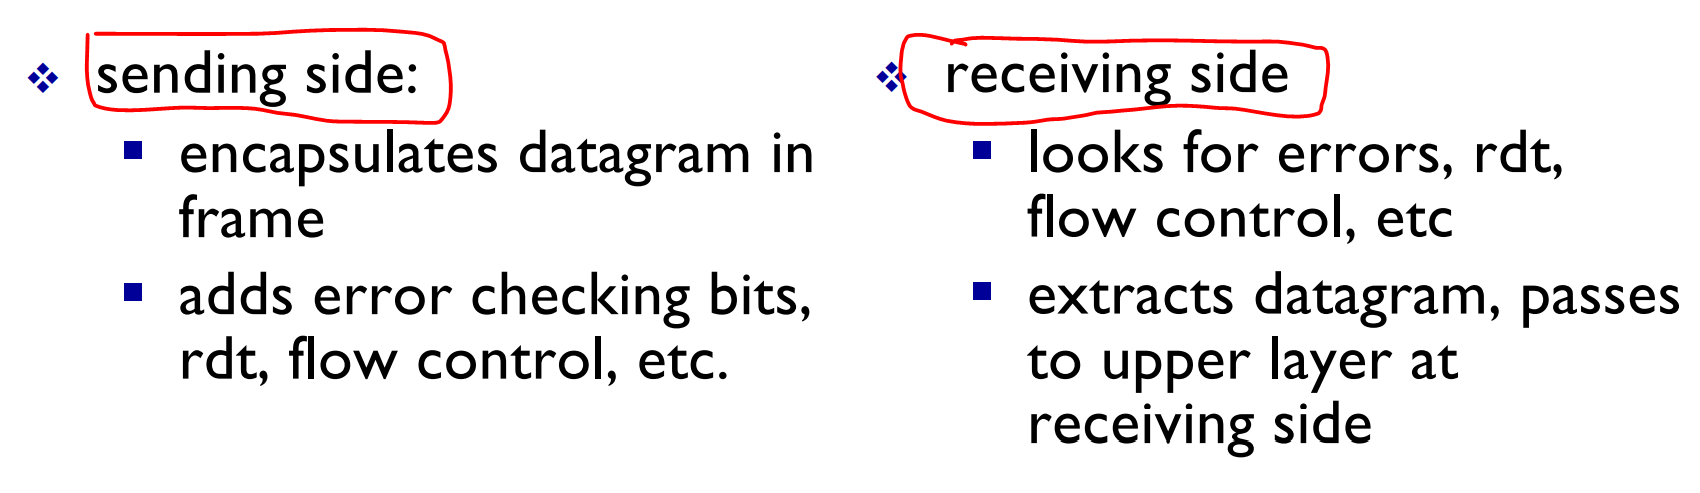 sending side:
encapsulates datagram in
frame
adds error checking bits,
rdt, flow control, etc.
receiving side
looks for errors, rdt,
flow control, etc
extracts datagram, passes
to upper layer at
receiving side